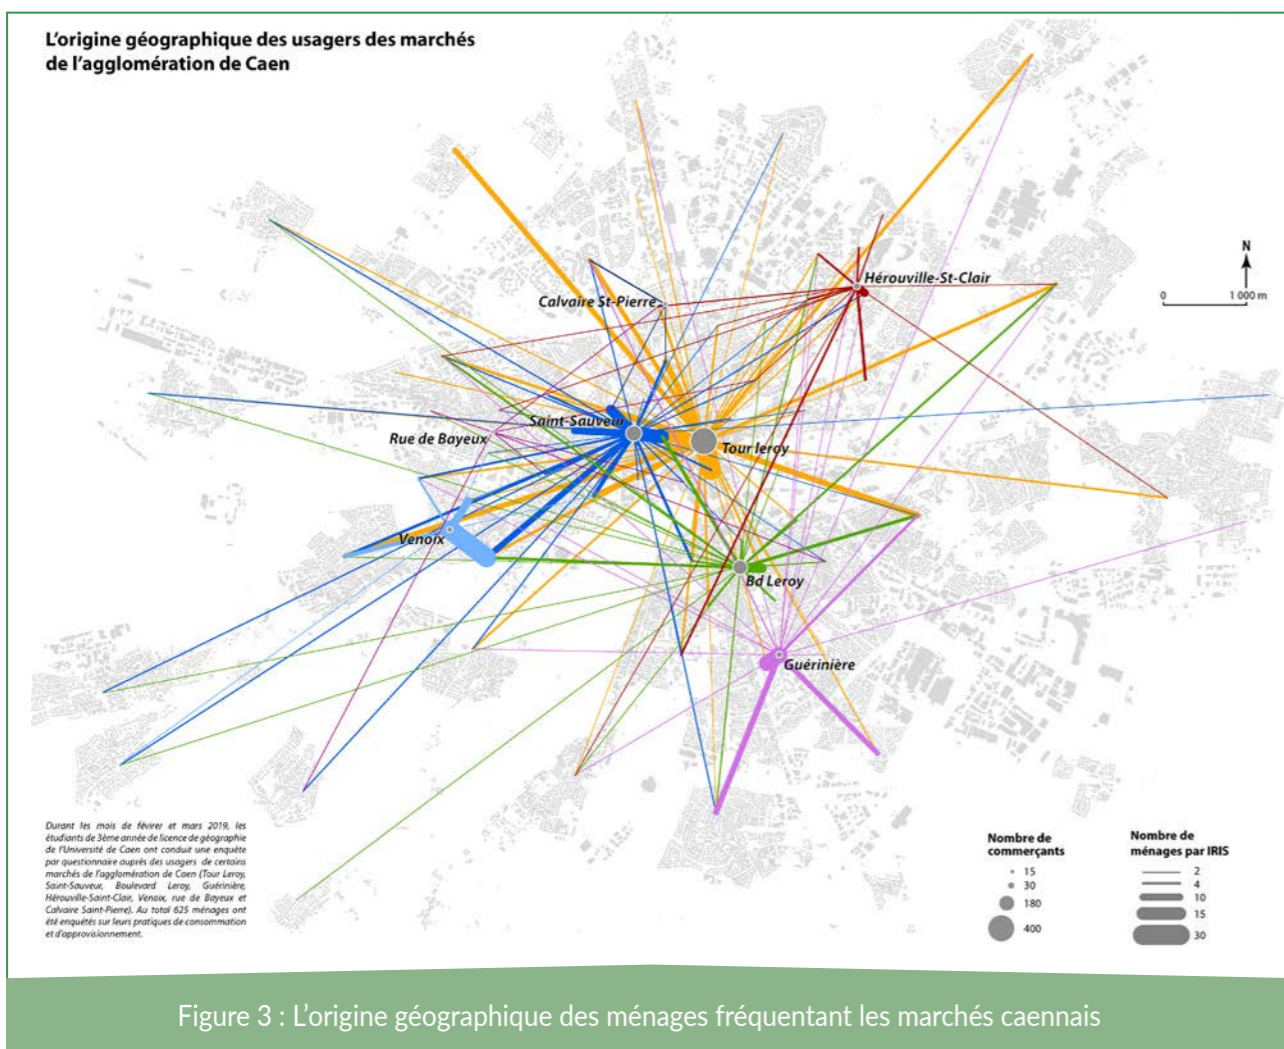 L'origine géographique des usagers des marchés
de l'agglomération de Caen
Hérouville-St-Clair
N
0 1 000 m
Calvaire St-Pierre
Saint-Sauveur
Rue de Bayeux
Tour leroy
Venoix
Bd Leroy
Guérinière
Durant les mois de févirer et mars 2019, les
étudiants de 3ème année de licence de géographie
de l'Université de Caen ont conduit une enquête
par questionnaire auprès des usagers de certains
marchés de l'agglomération de Caen (Tour Leroy,
Saint-Sauveur, Boulevard Leroy, Guérinière,
Hérouville-Saint-Clair, Venoix, rue de Bayeux et
Calvaire Saint-Pierre). Au total 625 ménages ont
été enquêtés sur leurs pratiques de consommation
et d'approvisionnement.
Nombre de
commerçants
15
30
180
400
Nombre de
ménages par IRIS
2
4
10
15
30
Figure 3 : L'origine géographique des ménages fréquentant les marchés caennais